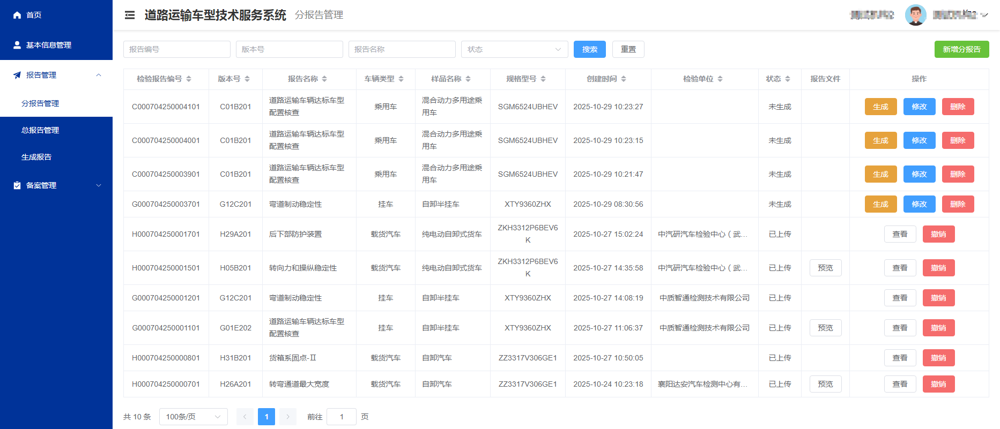 首页
基本信息管理
报告管理
分报告管理
总报告管理
生成报告
备案管理
道路运输车型技术服务系统 分报告管理
报告编号 版本号 报告名称 状态 搜索 重置 新增分报告
检验报告编号 版本号 报告名称 车辆类型 样品名称 规格型号 创建时间 检验单位 状态 报告文件 操作
C000704250004101 C01B201 道路运输车辆达标车型配置核查 乘用车 混合动力多用途乘用车 SGM6524UBHEV 2025-10-29 10:23:27 未生成 生成 修改 删除
C000704250004001 C01B201 道路运输车辆达标车型配置核查 乘用车 混合动力多用途乘用车 SGM6524UBHEV 2025-10-29 10:23:15 未生成 生成 修改 删除
C000704250003901 C01B201 道路运输车辆达标车型配置核查 乘用车 混合动力多用途乘用车 SGM6524UBHEV 2025-10-29 10:21:47 未生成 生成 修改 删除
G000704250003701 G12C201 弯道制动稳定性 挂车 自卸半挂车 XTY9360ZHX 2025-10-29 08:30:56 未生成 生成 修改 删除
H000704250001701 H29A201 后下部防护装置 载货汽车 纯电动自卸式货车 ZKH3312P6BEV6K 2025-10-27 15:02:24 中汽研汽车检验中心（武... 已上传 查看 撤销
H000704250001501 H05B201 转向力和操纵稳定性 载货汽车 纯电动自卸式货车 ZKH3312P6BEV6K 2025-10-27 14:35:58 中汽研汽车检验中心（武... 已上传 预览 查看 撤销
G000704250001201 G12C201 弯道制动稳定性 挂车 自卸半挂车 XTY9360ZHX 2025-10-27 14:08:19 中质智通检测技术有限公司 已上传 查看 撤销
G000704250001101 G01E202 道路运输车辆达标车型配置核查 挂车 自卸半挂车 XTY9360ZHX 2025-10-27 11:06:37 中质智通检测技术有限公司 已上传 预览 查看 撤销
H000704250000801 H31B201 货箱系固点-Ⅱ 载货汽车 自卸汽车 ZZ3317V306GE1 2025-10-27 10:50:05 已上传 查看 撤销
H000704250000701 H26A201 转弯通道最大宽度 载货汽车 自卸汽车 ZZ3317V306GE1 2025-10-24 10:23:18 襄阳达安汽车检测中心有... 已上传 预览 查看 撤销
共 10 条 100条/页 1 前往 1 页